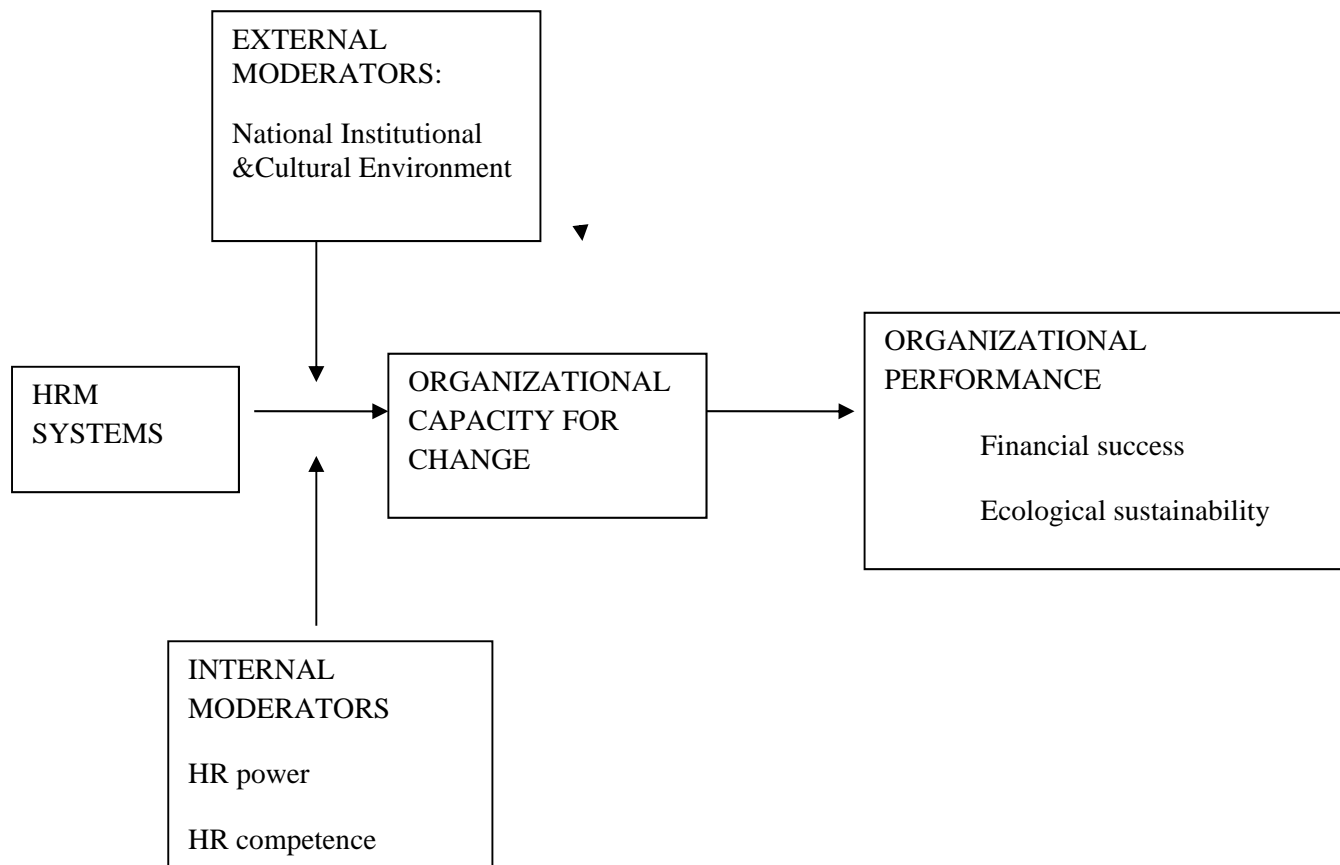 EXTERNAL
MODERATORS:
National Institutional
&Cultural Environment
HRM
SYSTEMS
ORGANIZATIONAL
CAPACITY FOR
CHANGE
ORGANIZATIONAL
PERFORMANCE
Financial success
Ecological sustainability
INTERNAL
MODERATORS
HR power
HR competence